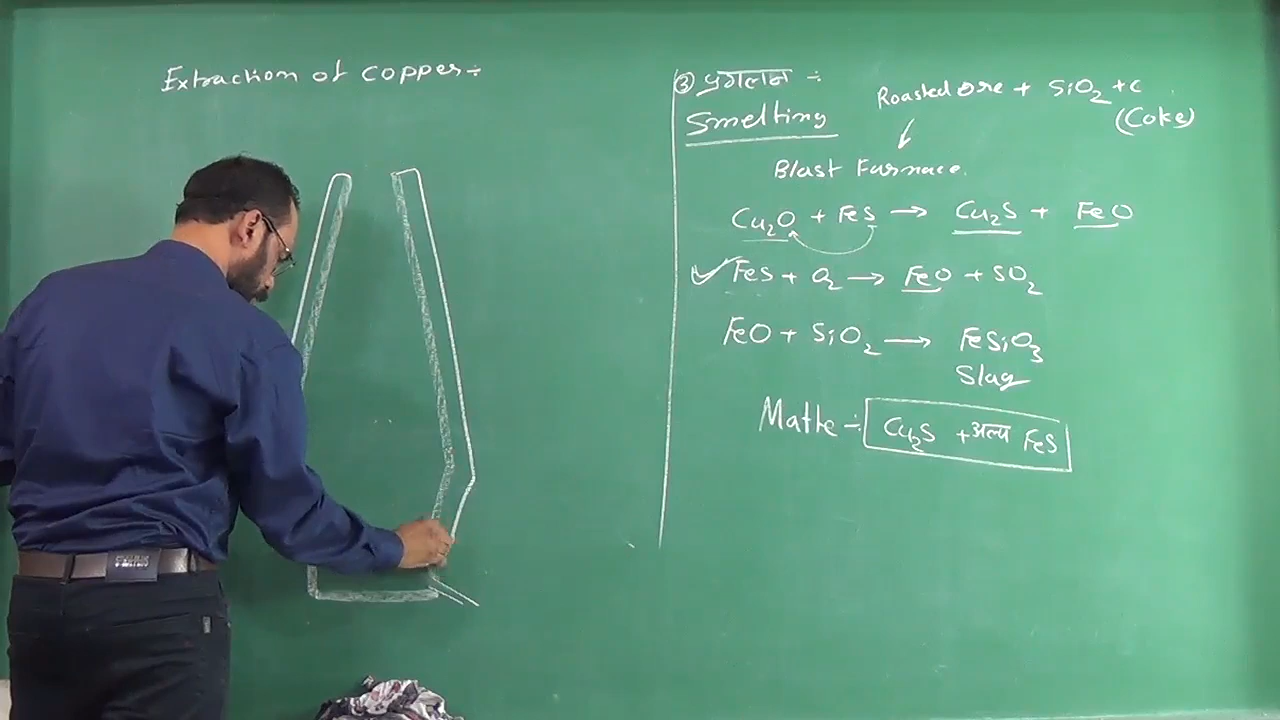 Extraction of copper :-
③ प्रगलन :-
Smelting
Roasted Ore + SiO₂ + C
(Coke)
Blast Furnace.
Cu₂O + FeS → Cu₂S + FeO
✓ FeS + O₂ → FeO + SO₂
FeO + SiO₂ → FeSiO₃
Slag
Matte :- Cu₂S + अल्प FeS